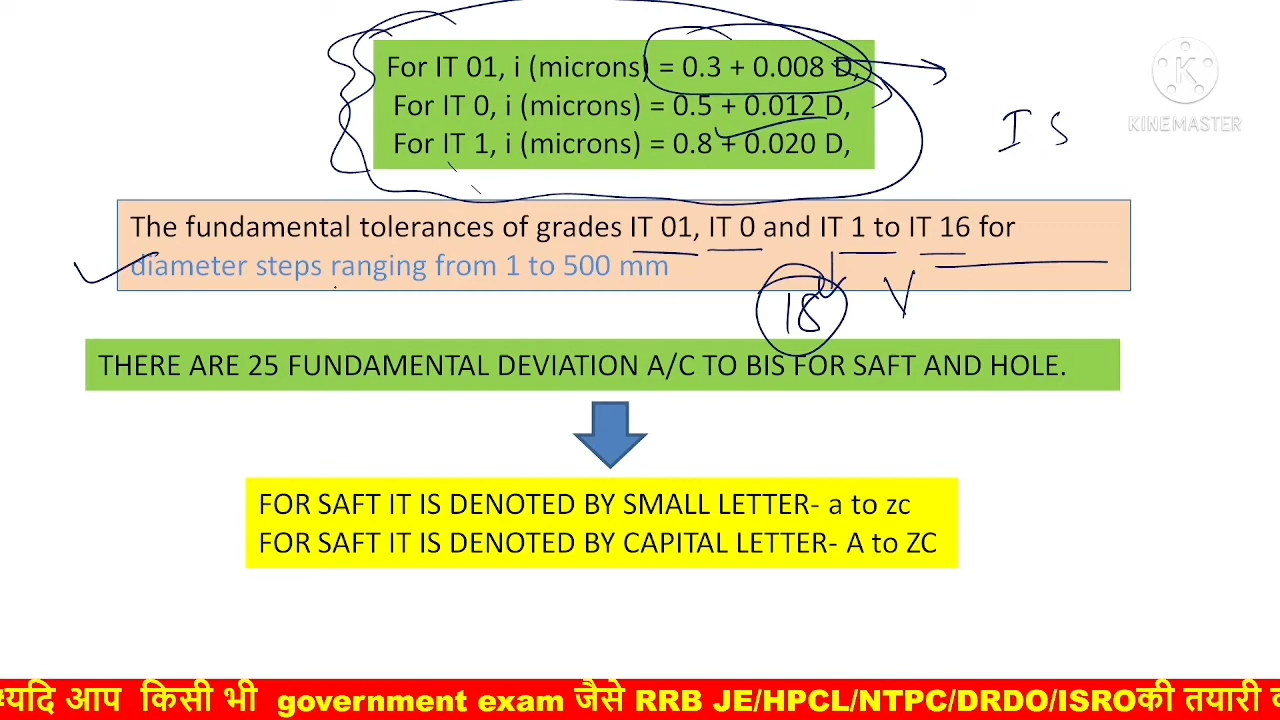 For IT 01, i (microns) = 0.3 + 0.008 D,
For IT 0, i (microns) = 0.5 + 0.012 D,
For IT 1, i (microns) = 0.8 + 0.020 D,
KINEMASTER
I S
The fundamental tolerances of grades IT 01, IT 0 and IT 1 to IT 16 for
diameter steps ranging from 1 to 500 mm
18
THERE ARE 25 FUNDAMENTAL DEVIATION A/C TO BIS FOR SAFT AND HOLE.
FOR SAFT IT IS DENOTED BY SMALL LETTER- a to zc
FOR SAFT IT IS DENOTED BY CAPITAL LETTER- A to ZC
यदि आप किसी भी government exam जैसे RRB JE/HPCL/NTPC/DRDO/ISROकी तयारी